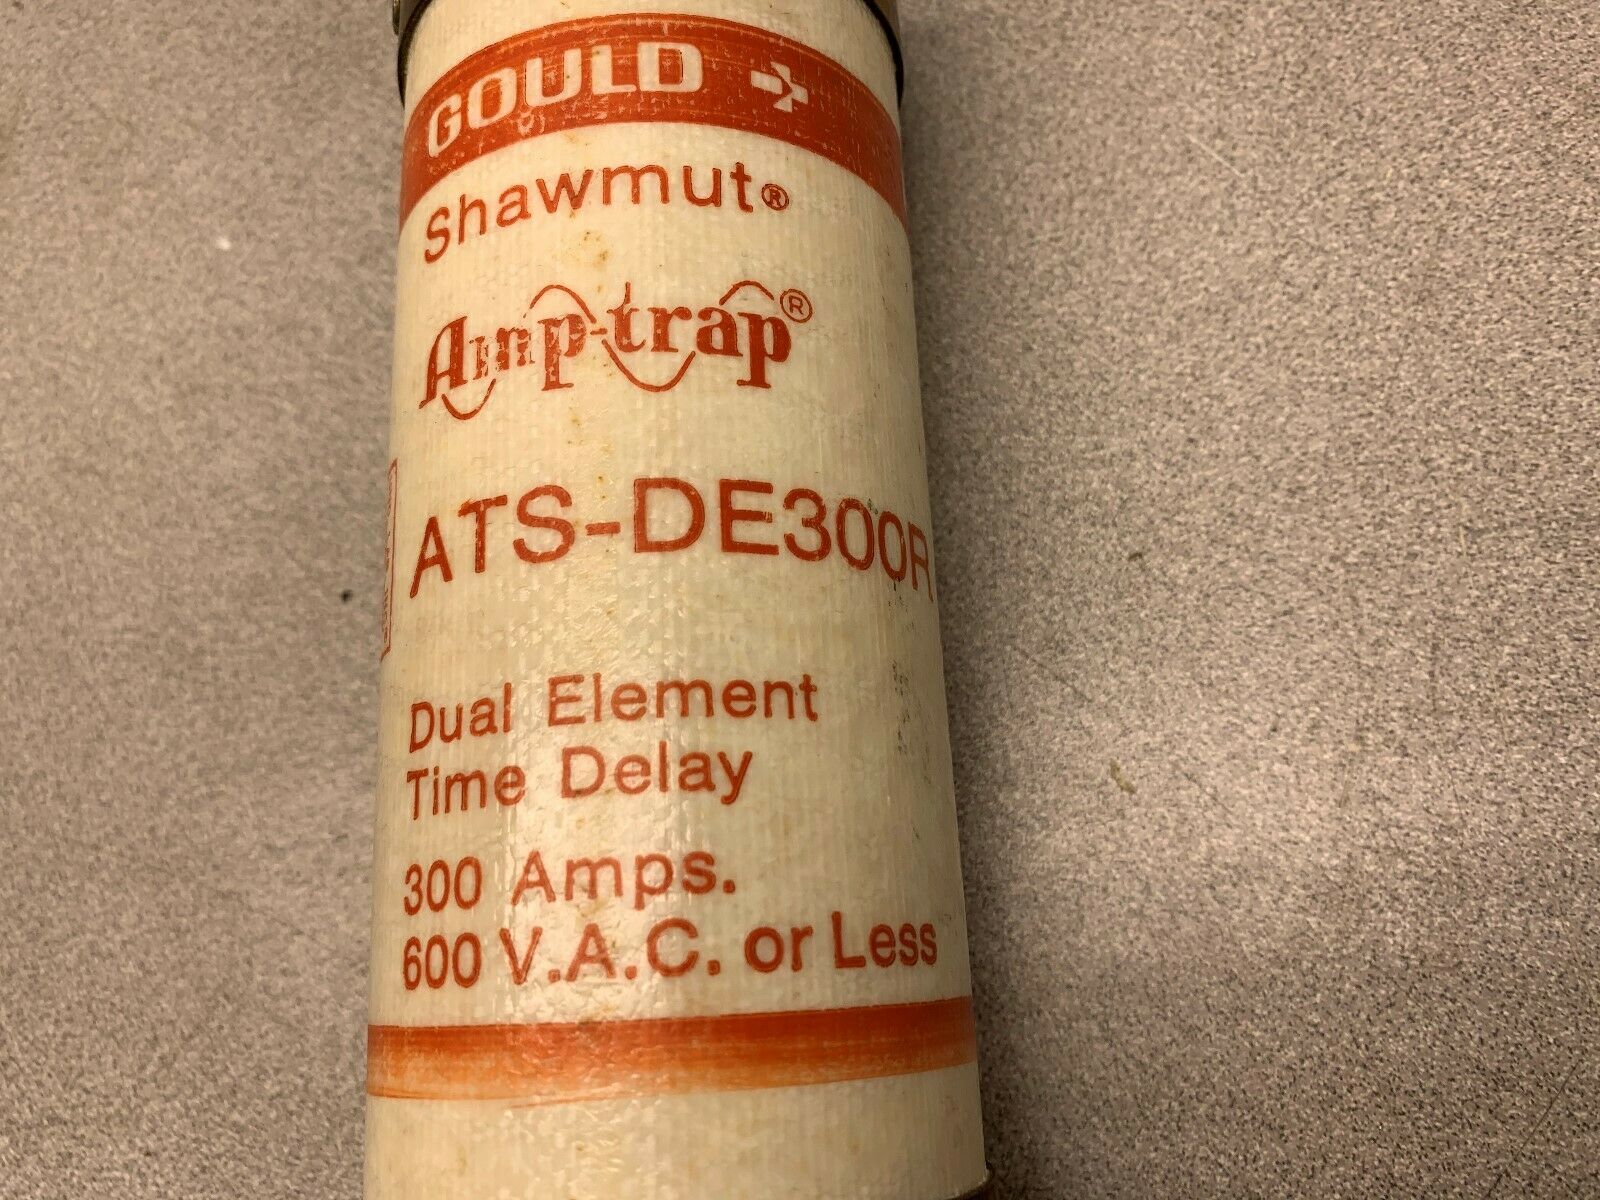 GOULD
Shawmut®
Amp-trap®
ATS-DE300R
Dual Element
Time Delay
300 Amps.
600 V.A.C. or Less